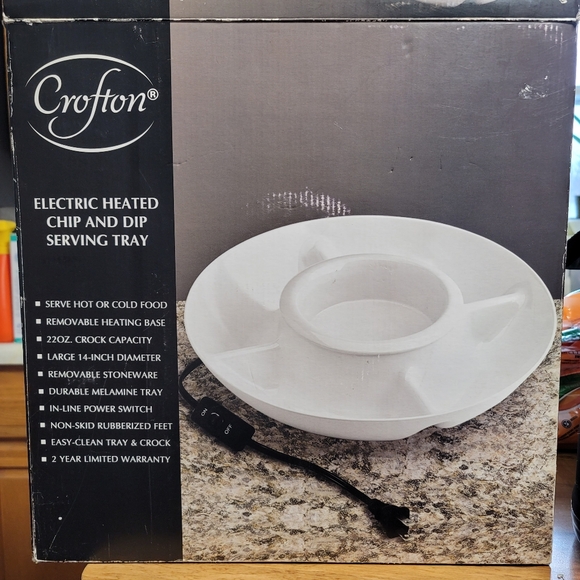 Crofton®
ELECTRIC HEATED
CHIP AND DIP
SERVING TRAY
■ SERVE HOT OR COLD FOOD
■ REMOVABLE HEATING BASE
■ 22OZ. CROCK CAPACITY
■ LARGE 14-INCH DIAMETER
■ REMOVABLE STONEWARE
■ DURABLE MELAMINE TRAY
■ IN-LINE POWER SWITCH
■ NON-SKID RUBBERIZED FEET
■ EASY-CLEAN TRAY & CROCK
■ 2 YEAR LIMITED WARRANTY
ON
OFF